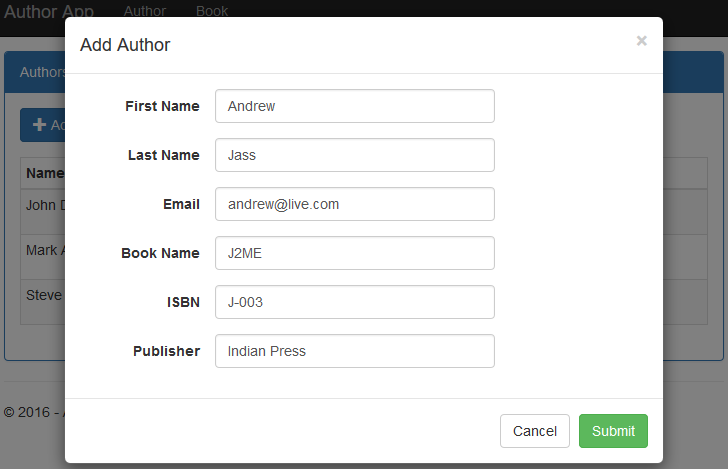 Author App Author Book
Add Author ×
Authors
First Name Andrew
Last Name Jass
Email andrew@live.com
Book Name J2ME
ISBN J-003
Publisher Indian Press
Name
John D
Mark A
Steve
Cancel Submit
© 2016 -